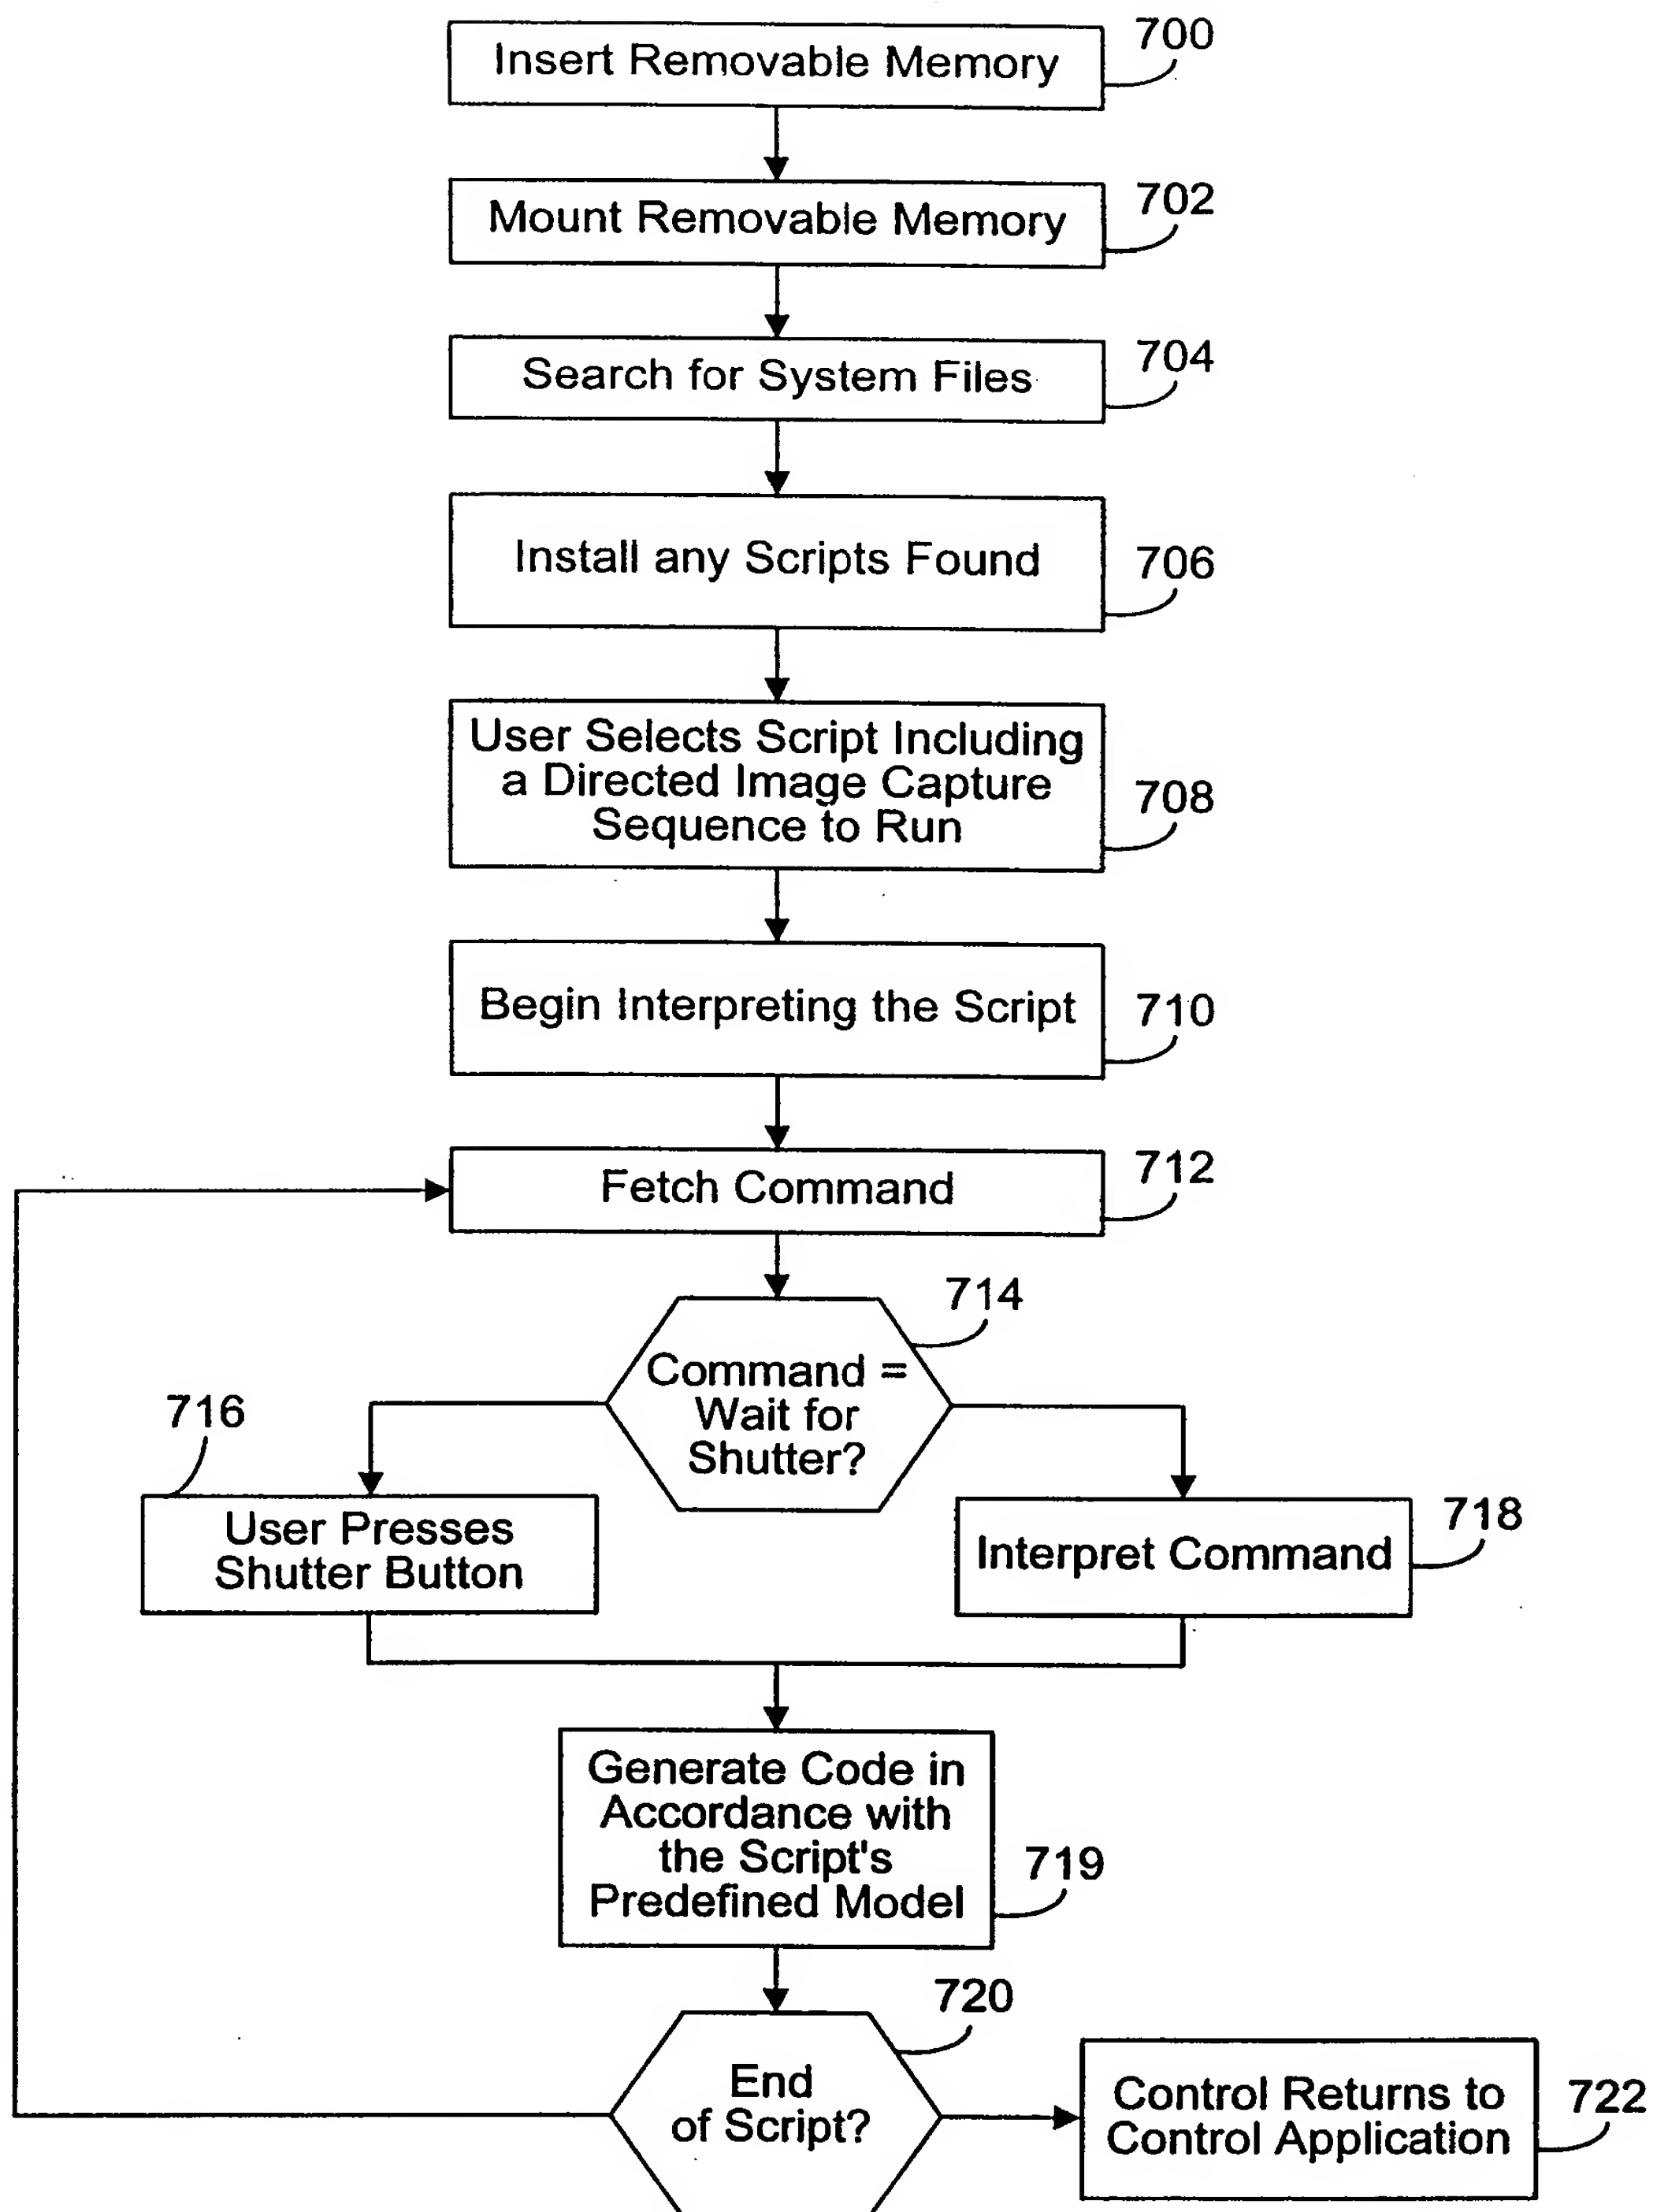 Insert Removable Memory
700
Mount Removable Memory
702
Search for System Files
704
Install any Scripts Found
706
User Selects Script Including
a Directed Image Capture
Sequence to Run
708
Begin Interpreting the Script
710
Fetch Command
712
714
Command =
Wait for
Shutter?
716
User Presses
Shutter Button
Interpret Command
718
Generate Code in
Accordance with
the Script's
Predefined Model
719
720
End
of Script?
Control Returns to
Control Application
722